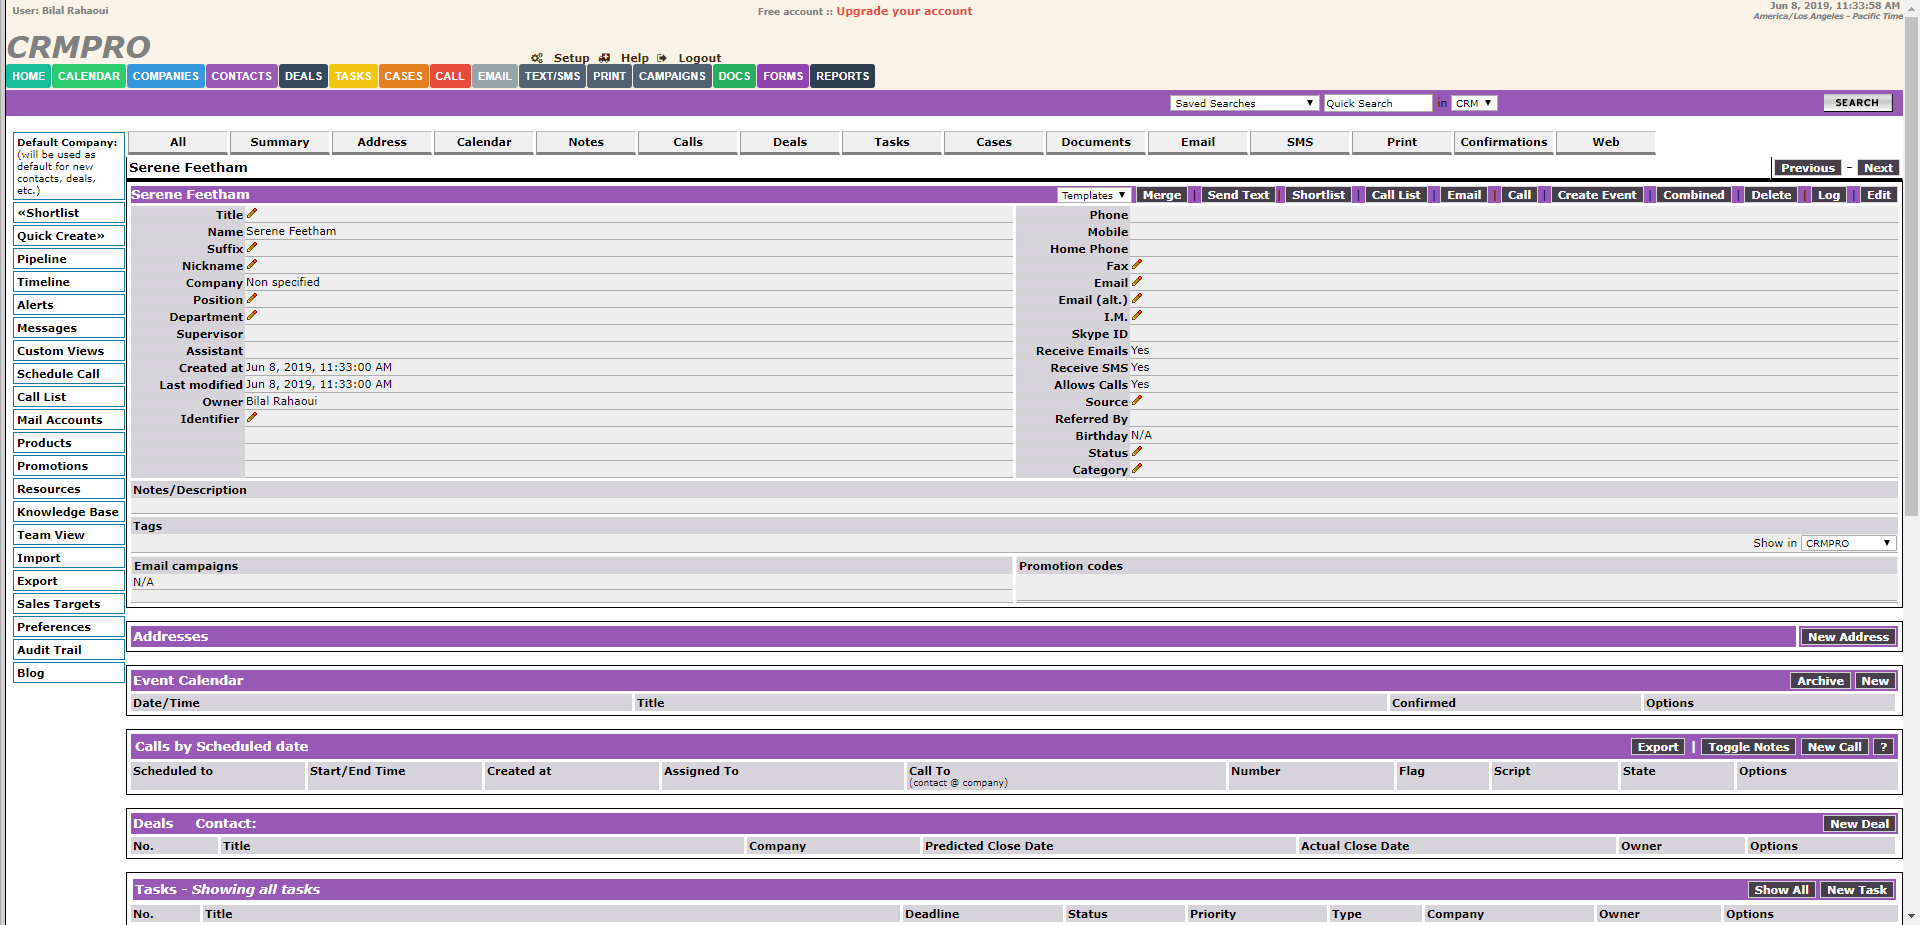 User: Bilal Rahaoui
Free account :: Upgrade your account
Jun 8, 2019, 11:33:58 AM
America/Los Angeles - Pacific Time
CRMPRO
Setup Help Logout
HOME CALENDAR COMPANIES CONTACTS DEALS TASKS CASES CALL EMAIL TEXT/SMS PRINT CAMPAIGNS DOCS FORMS REPORTS
Saved Searches Quick Search in CRM SEARCH
Default Company:
(will be used as
default for new
contacts, deals,
etc.)
«Shortlist
Quick Create»
Pipeline
Timeline
Alerts
Messages
Custom Views
Schedule Call
Call List
Mail Accounts
Products
Promotions
Resources
Knowledge Base
Team View
Import
Export
Sales Targets
Preferences
Audit Trail
Blog
All Summary Address Calendar Notes Calls Deals Tasks Cases Documents Email SMS Print Confirmations Web
Serene Feetham
Previous - Next
Serene Feetham
Templates Merge | Send Text | Shortlist | Call List | Email | Call | Create Event | Combined | Delete | Log | Edit
Title
Name Serene Feetham
Suffix
Nickname
Company Non specified
Position
Department
Supervisor
Assistant
Created at Jun 8, 2019, 11:33:00 AM
Last modified Jun 8, 2019, 11:33:00 AM
Owner Bilal Rahaoui
Identifier
Phone
Mobile
Home Phone
Fax
Email
Email (alt.)
I.M.
Skype ID
Receive Emails Yes
Receive SMS Yes
Allows Calls Yes
Source
Referred By
Birthday N/A
Status
Category
Notes/Description
Tags
Show in CRMPRO
Email campaigns
N/A
Promotion codes
Addresses New Address
Event Calendar Archive New
Date/Time Title Confirmed Options
Calls by Scheduled date Export | Toggle Notes New Call ?
Scheduled to Start/End Time Created at Assigned To Call To Number Flag Script State Options
(contact @ company)
Deals Contact: New Deal
No. Title Company Predicted Close Date Actual Close Date Owner Options
Tasks - Showing all tasks Show All New Task
No. Title Deadline Status Priority Type Company Owner Options